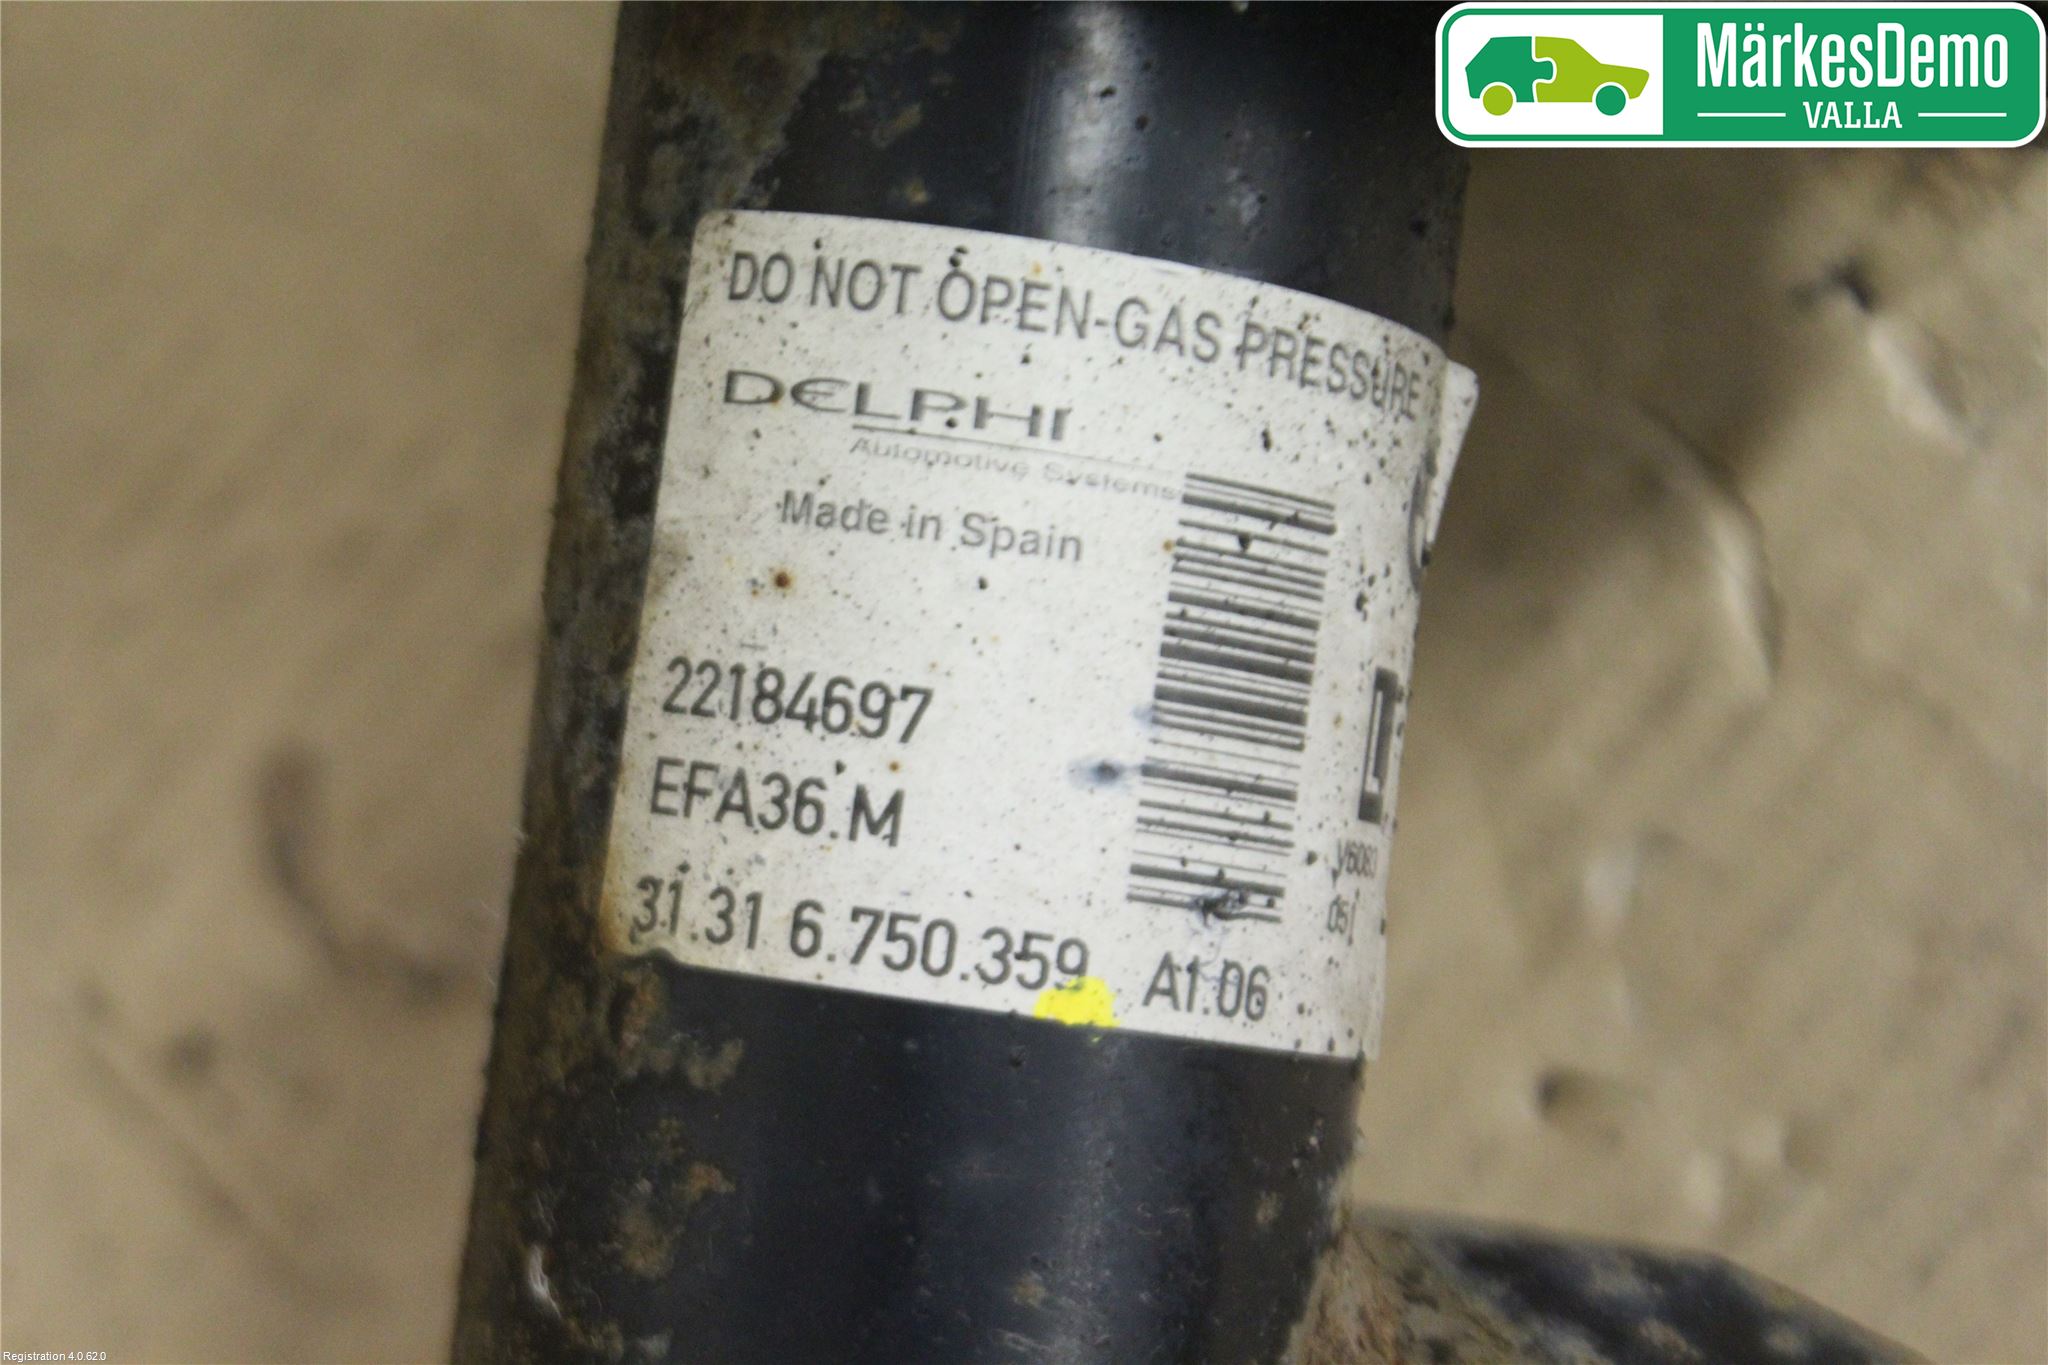 MärkesDemo
VALLA
DO NOT OPEN-GAS PRESSURE
DELPHI
Automotive Systems
Made in Spain
22184697
EFA36.M
31.31 6.750.359 A1.06
Registration 4.0.62.0